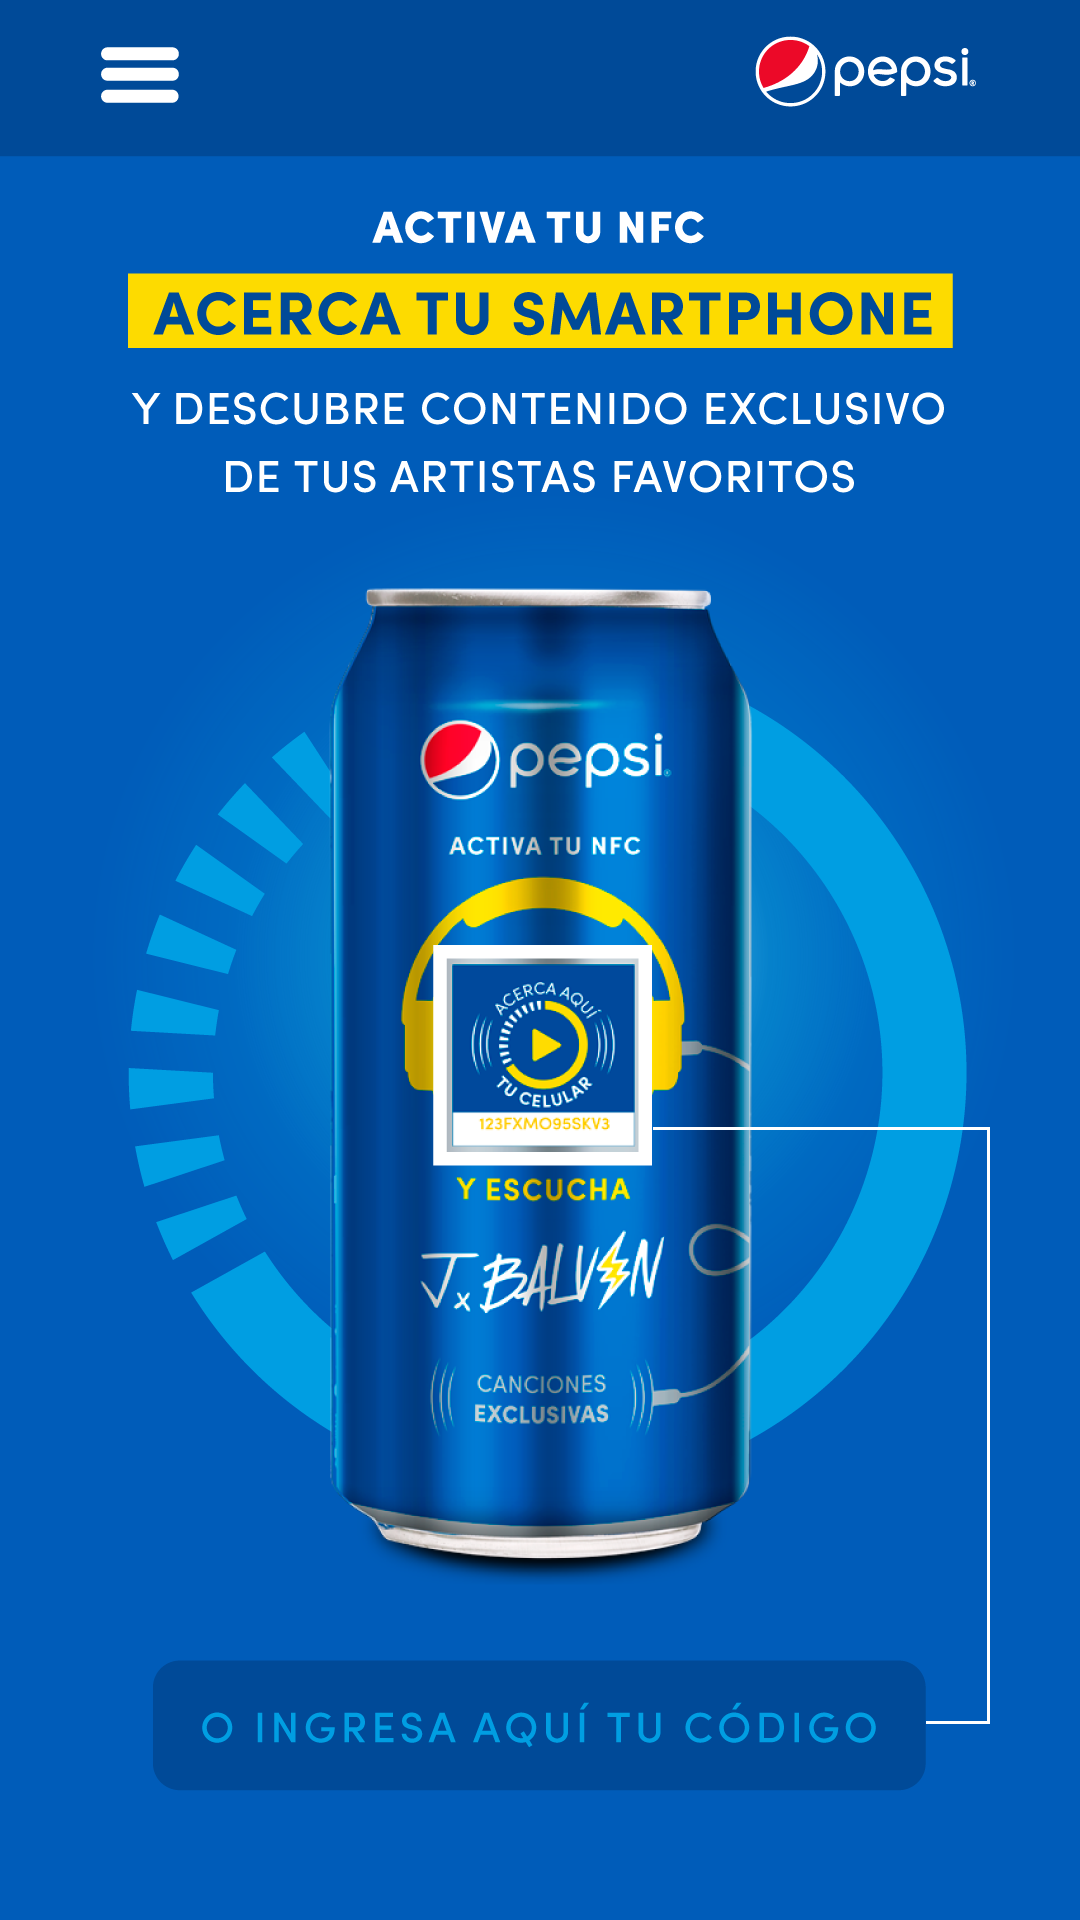 pepsi®
ACTIVA TU NFC
ACERCA TU SMARTPHONE
Y DESCUBRE CONTENIDO EXCLUSIVO
DE TUS ARTISTAS FAVORITOS
pepsi®
ACTIVA TU NFC
ACERCA AQUÍ
TU CELULAR
123FXMO95SKV3
Y ESCUCHA
J x BALVIN
CANCIONES
EXCLUSIVAS
O INGRESA AQUÍ TU CÓDIGO